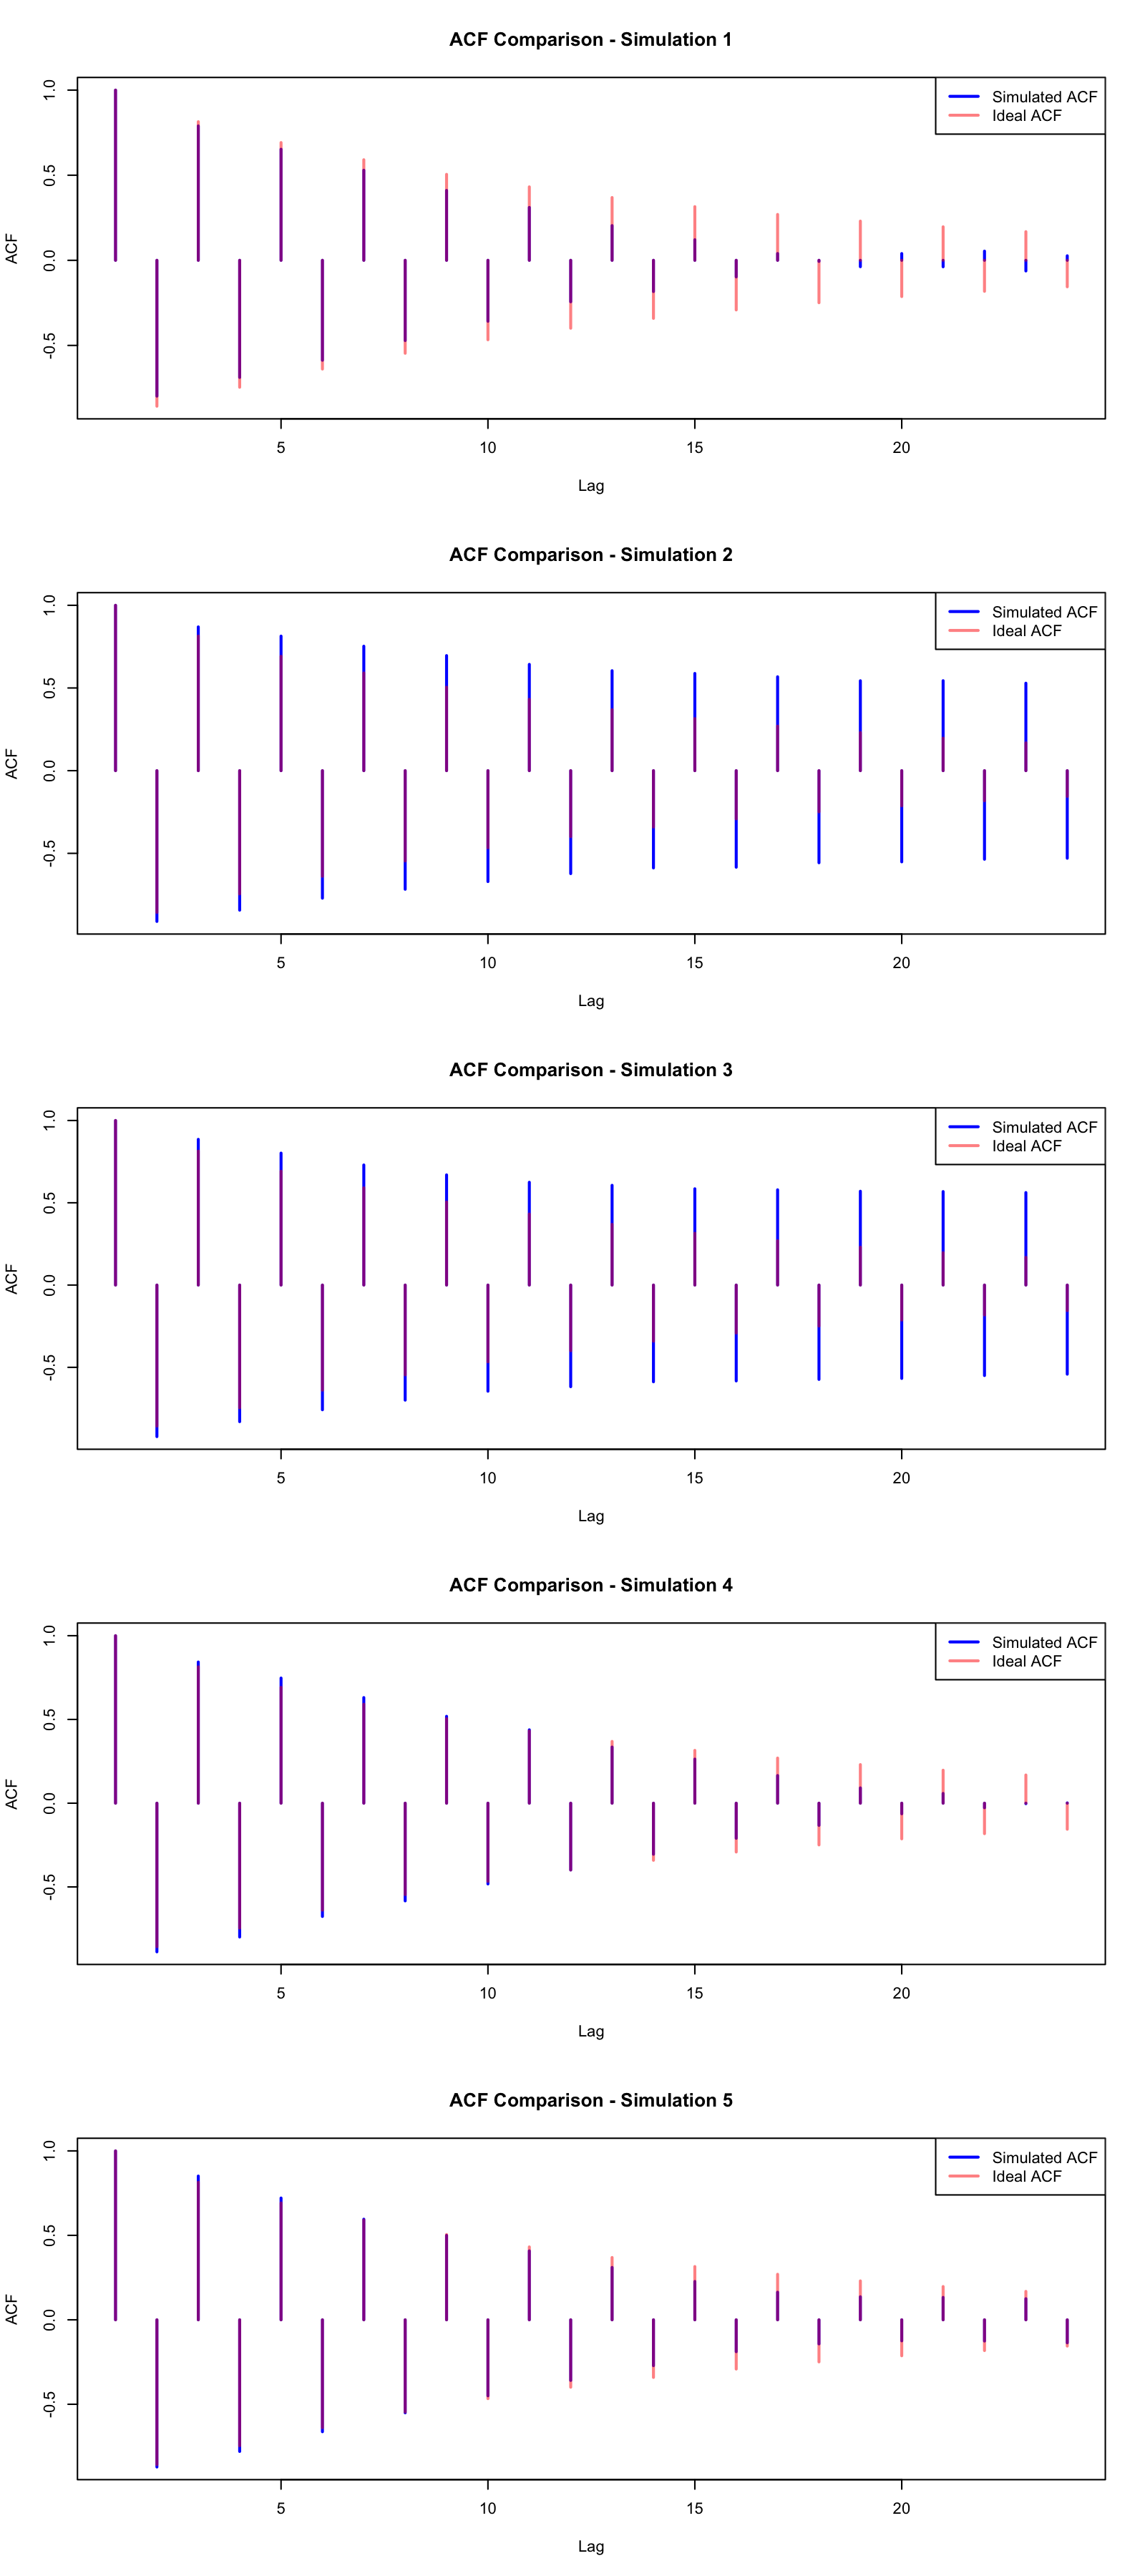 ACF Comparison - Simulation 1
Simulated ACF
Ideal ACF
1.0
0.5
0.0
-0.5
ACF
5 10 15 20
Lag
ACF Comparison - Simulation 2
Simulated ACF
Ideal ACF
1.0
0.5
0.0
-0.5
ACF
5 10 15 20
Lag
ACF Comparison - Simulation 3
Simulated ACF
Ideal ACF
1.0
0.5
0.0
-0.5
ACF
5 10 15 20
Lag
ACF Comparison - Simulation 4
Simulated ACF
Ideal ACF
1.0
0.5
0.0
-0.5
ACF
5 10 15 20
Lag
ACF Comparison - Simulation 5
Simulated ACF
Ideal ACF
1.0
0.5
0.0
-0.5
ACF
5 10 15 20
Lag